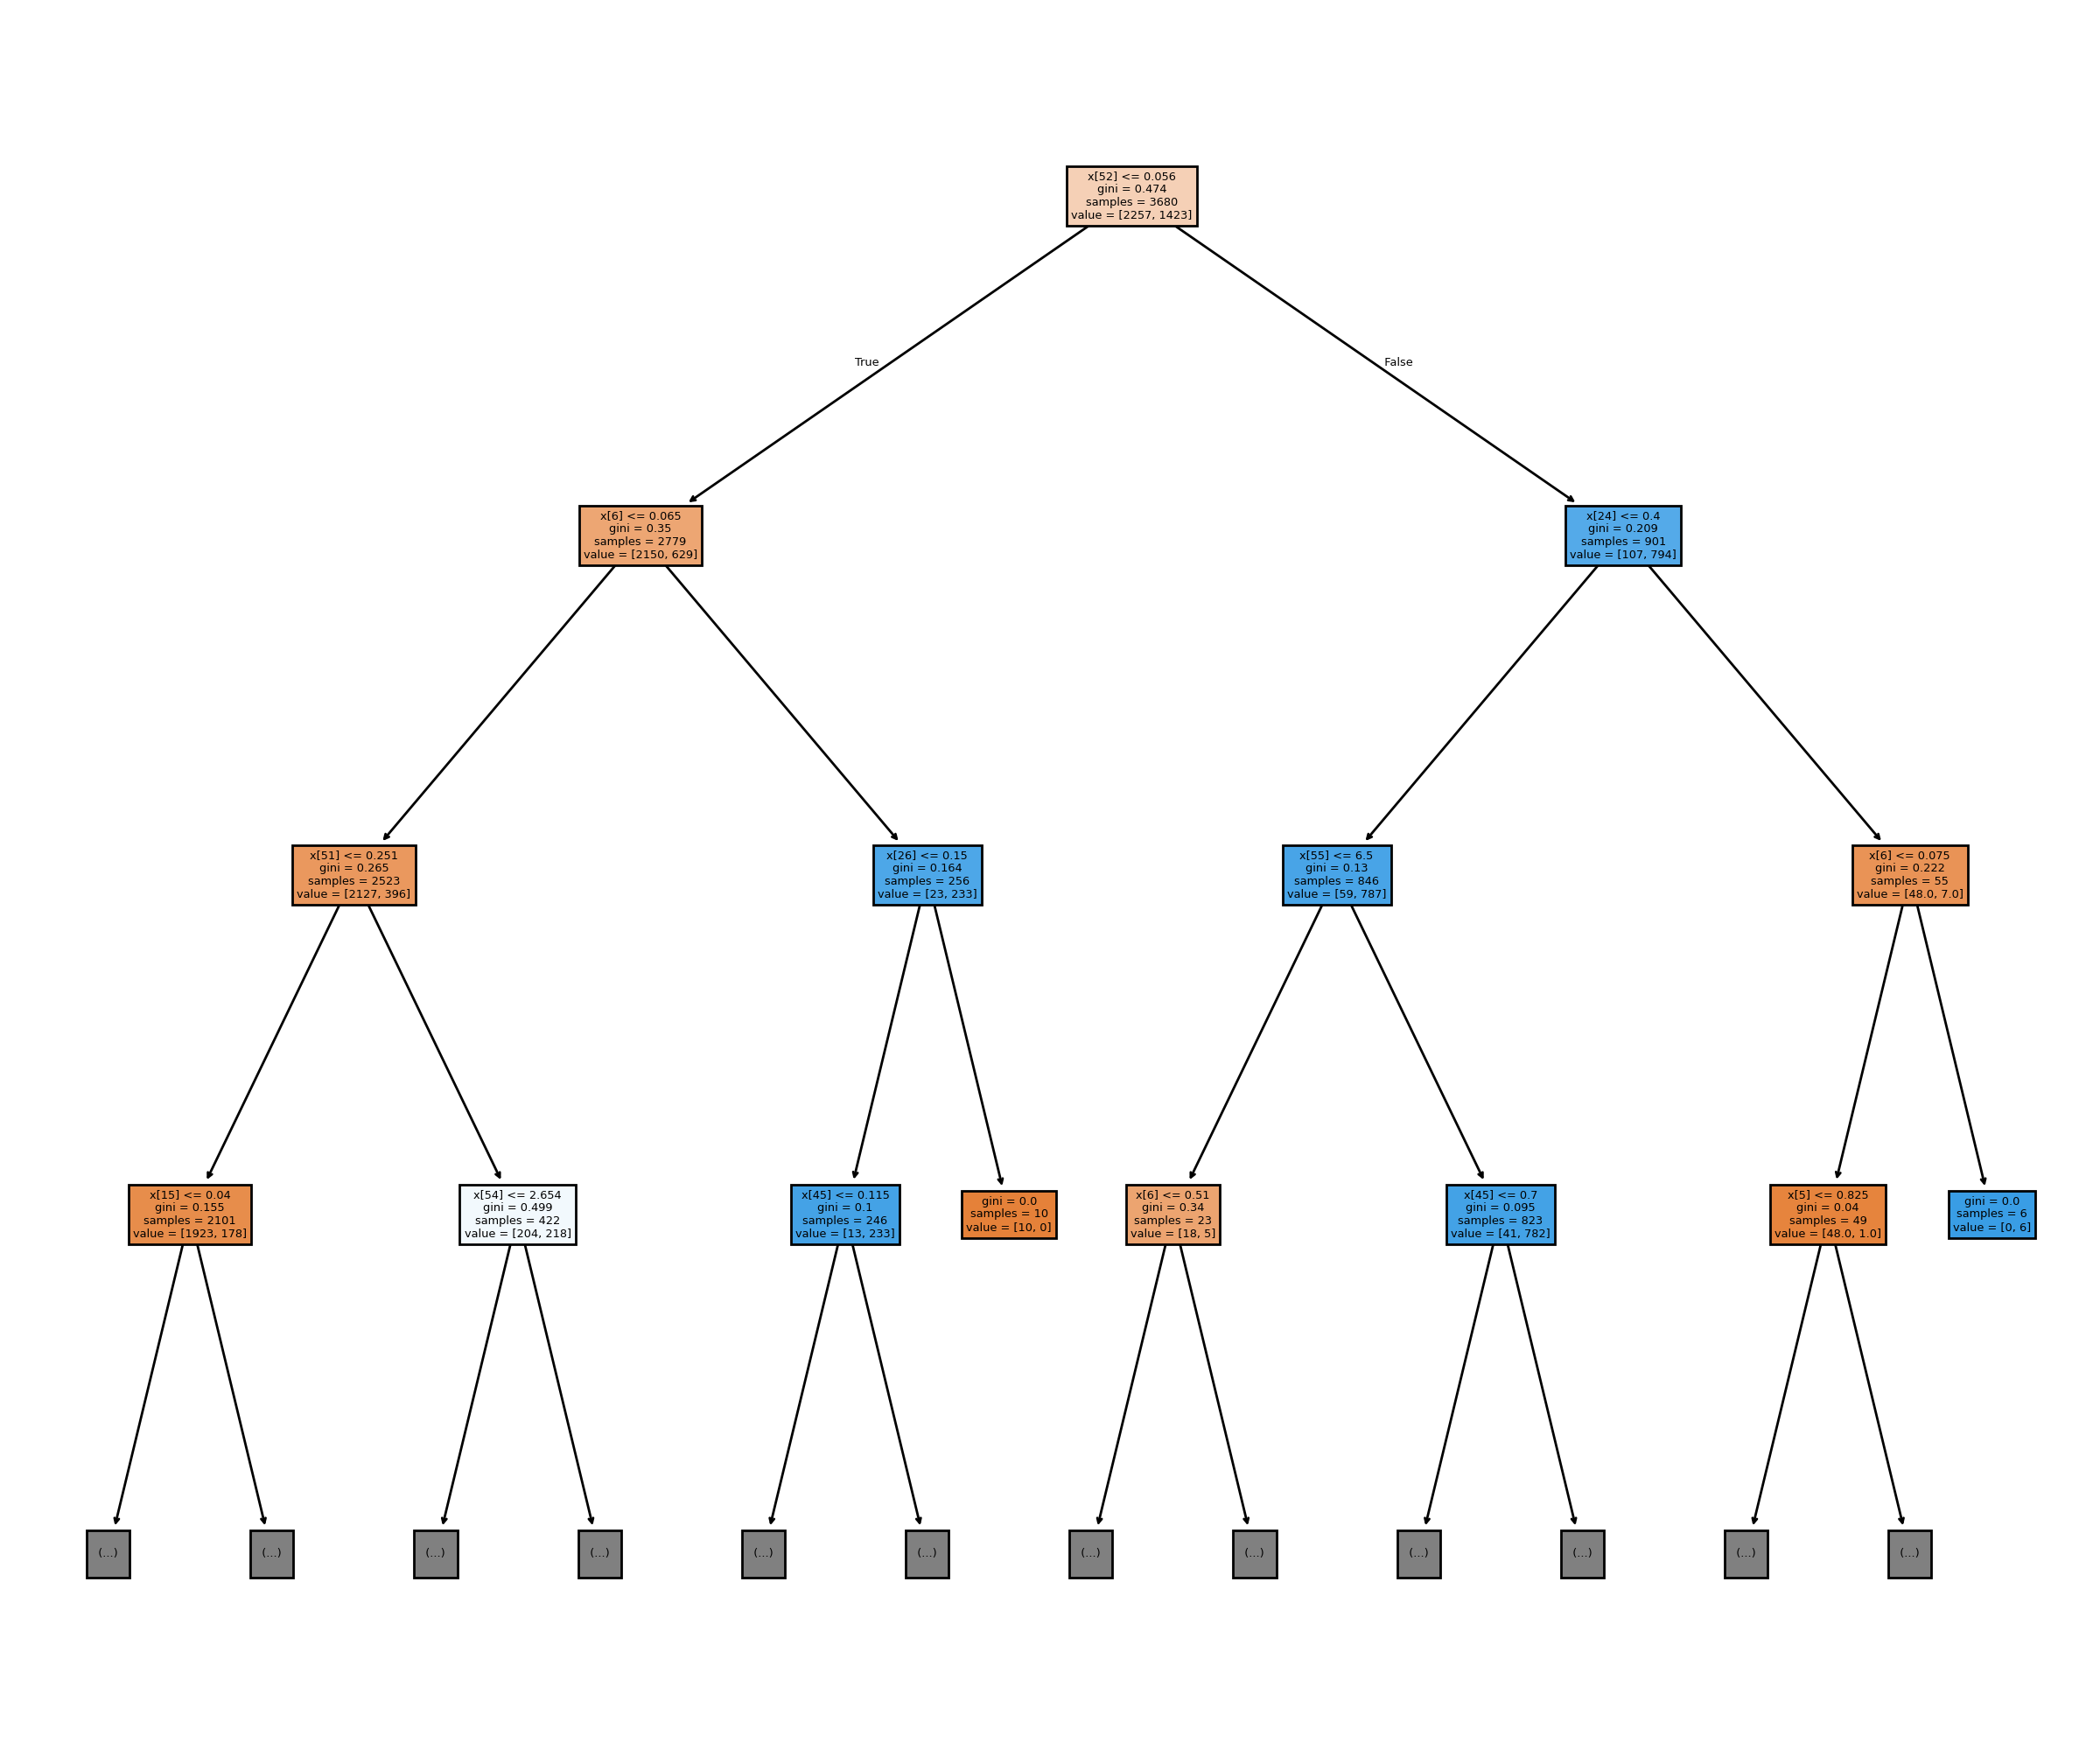 x[52] <= 0.056
gini = 0.474
samples = 3680
value = [2257, 1423]
True
False
x[6] <= 0.065
gini = 0.35
samples = 2779
value = [2150, 629]
x[24] <= 0.4
gini = 0.209
samples = 901
value = [107, 794]
x[51] <= 0.251
gini = 0.265
samples = 2523
value = [2127, 396]
x[26] <= 0.15
gini = 0.164
samples = 256
value = [23, 233]
x[55] <= 6.5
gini = 0.13
samples = 846
value = [59, 787]
x[6] <= 0.075
gini = 0.222
samples = 55
value = [48.0, 7.0]
x[15] <= 0.04
gini = 0.155
samples = 2101
value = [1923, 178]
x[54] <= 2.654
gini = 0.499
samples = 422
value = [204, 218]
x[45] <= 0.115
gini = 0.1
samples = 246
value = [13, 233]
gini = 0.0
samples = 10
value = [10, 0]
x[6] <= 0.51
gini = 0.34
samples = 23
value = [18, 5]
x[45] <= 0.7
gini = 0.095
samples = 823
value = [41, 782]
x[5] <= 0.825
gini = 0.04
samples = 49
value = [48.0, 1.0]
gini = 0.0
samples = 6
value = [0, 6]
(...)
(...)
(...)
(...)
(...)
(...)
(...)
(...)
(...)
(...)
(...)
(...)